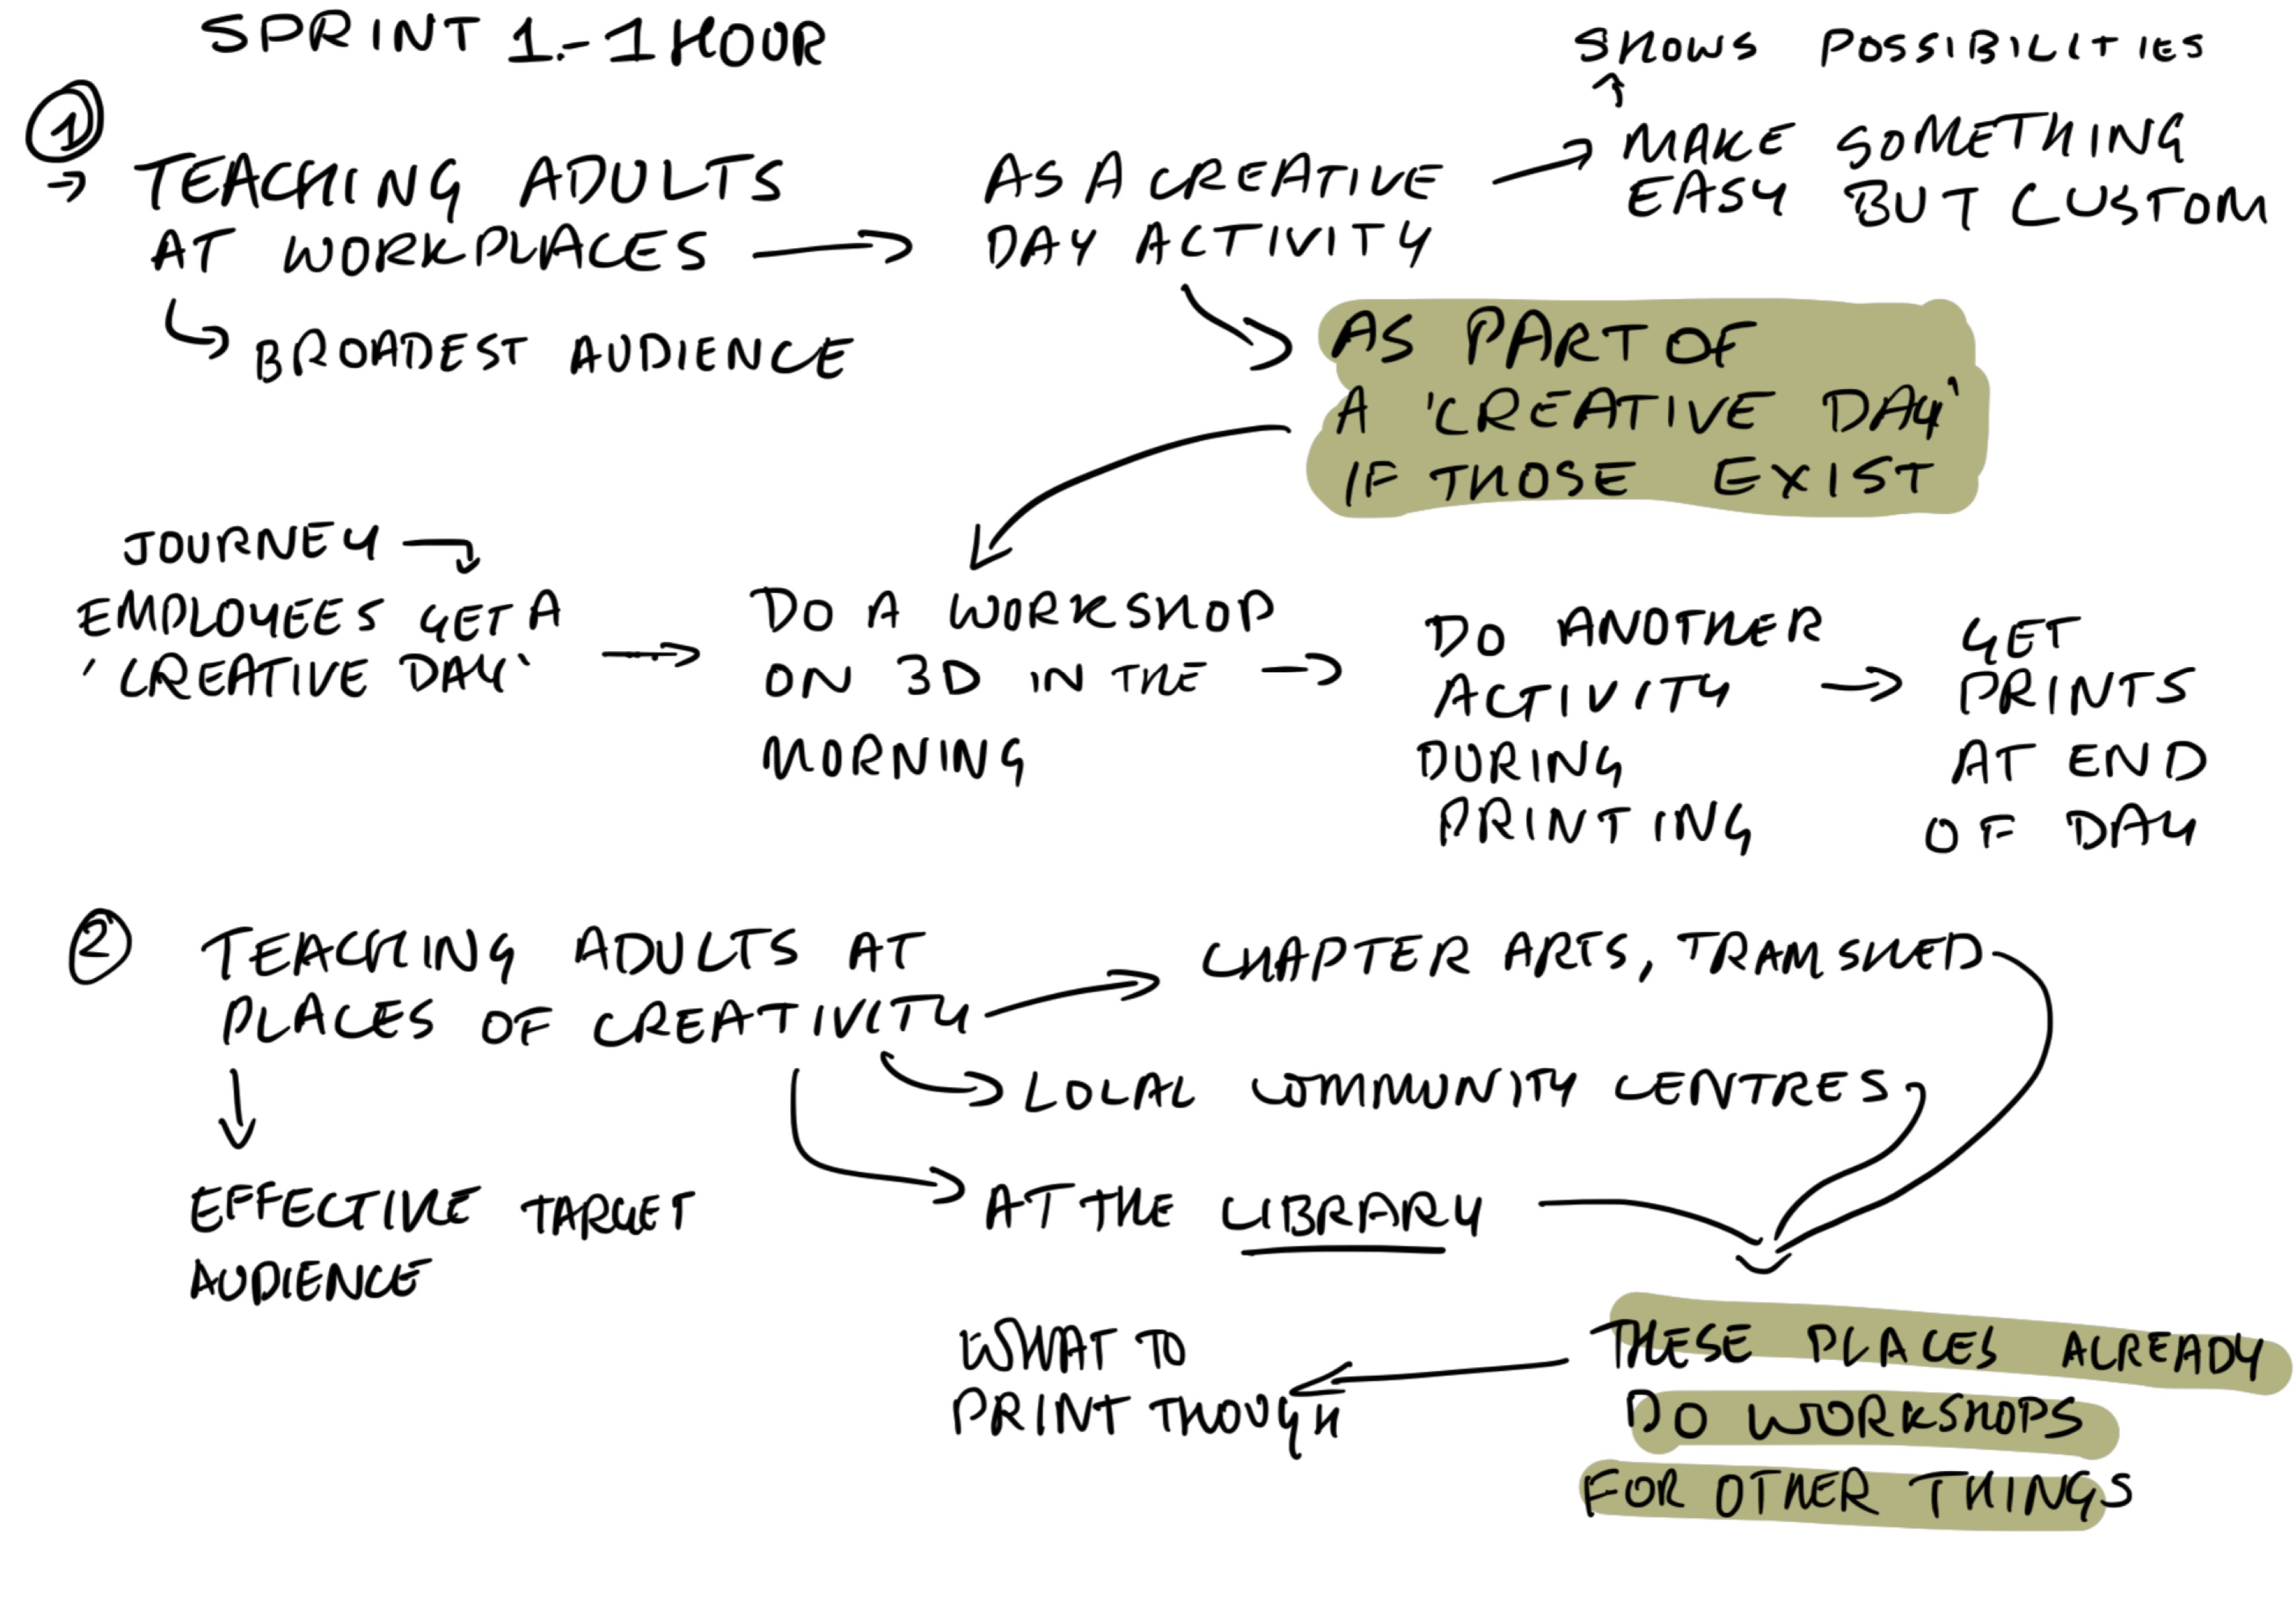 SPRINT 1.- 1 HOUR
SHOWS POSSIBILITIES
1
TEACHING ADULTS
AT WORKPLACES
AS A CREATIVE
DAY ACTIVITY
MAKE SOMETHING
EASY BUT CUSTOM
BROADEST AUDIENCE
AS PART OF
A 'CREATIVE DAY'
IF THOSE EXIST
JOURNEY
EMPLOYEES GET A
'CREATIVE DAY'
DO A WORKSHOP
ON 3D IN THE
MORNING
DO ANOTHER
ACTIVITY
DURING
PRINTING
GET
PRINTS
AT END
OF DAY
2
TEACHING ADULTS AT
PLACES OF CREATIVITY
CHAPTER ARTS, TRAMSHED
LOCAL COMMUNITY CENTRES
AT THE LIBRARY
EFFECTIVE TARGET
AUDIENCE
THESE PLACES ALREADY
DO WORKSHOPS
FOR OTHER THINGS
WHAT TO
PRINT THOUGH